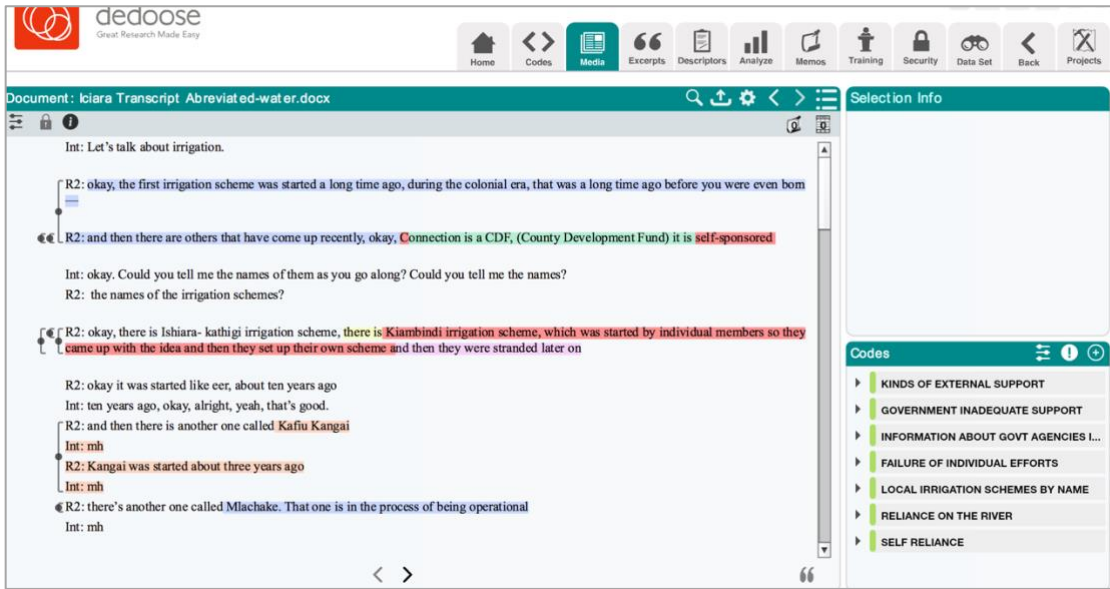 dedoose
Great Research Made Easy
Home Codes Media Excerpts Descriptors Analyze Memos Training Security Data Set Back Projects
Document: Iciara Transcript Abreviated-water.docx
Selection Info
Int: Let's talk about irrigation.
R2: okay, the first irrigation scheme was started a long time ago, during the colonial era, that was a long time ago before you were even born
—
R2: and then there are others that have come up recently, okay, Connection is a CDF, (County Development Fund) it is self-sponsored
Int: okay. Could you tell me the names of them as you go along? Could you tell me the names?
R2: the names of the irrigation schemes?
R2: okay, there is Ishiara- kathigi irrigation scheme, there is Kiambindi irrigation scheme, which was started by individual members so they
came up with the idea and then they set up their own scheme and then they were stranded later on
R2: okay it was started like eer, about ten years ago
Int: ten years ago, okay, alright, yeah, that's good.
R2: and then there is another one called Kafiu Kangai
Int: mh
R2: Kangai was started about three years ago
Int: mh
R2: there's another one called Mlachake. That one is in the process of being operational
Int: mh
Codes
KINDS OF EXTERNAL SUPPORT
GOVERNMENT INADEQUATE SUPPORT
INFORMATION ABOUT GOVT AGENCIES I...
FAILURE OF INDIVIDUAL EFFORTS
LOCAL IRRIGATION SCHEMES BY NAME
RELIANCE ON THE RIVER
SELF RELIANCE